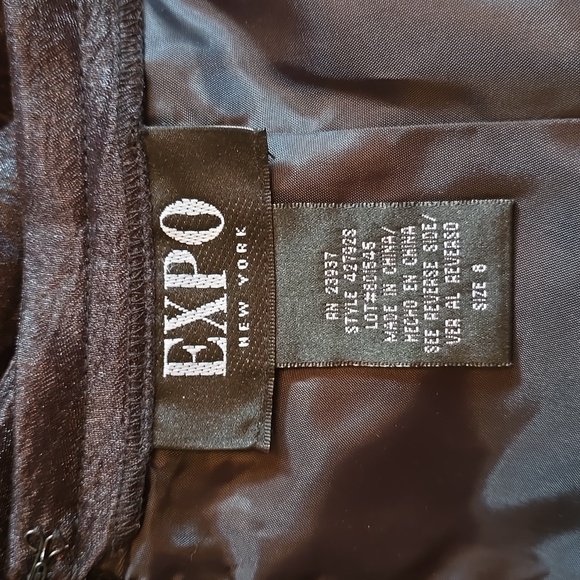 EXPO
NEW YORK
RN 23937
STYLE 42792S
LOT#801545
MADE IN CHINA/
HECHO EN CHINA
SEE REVERSE SIDE/
VER AL REVERSO
SIZE 8